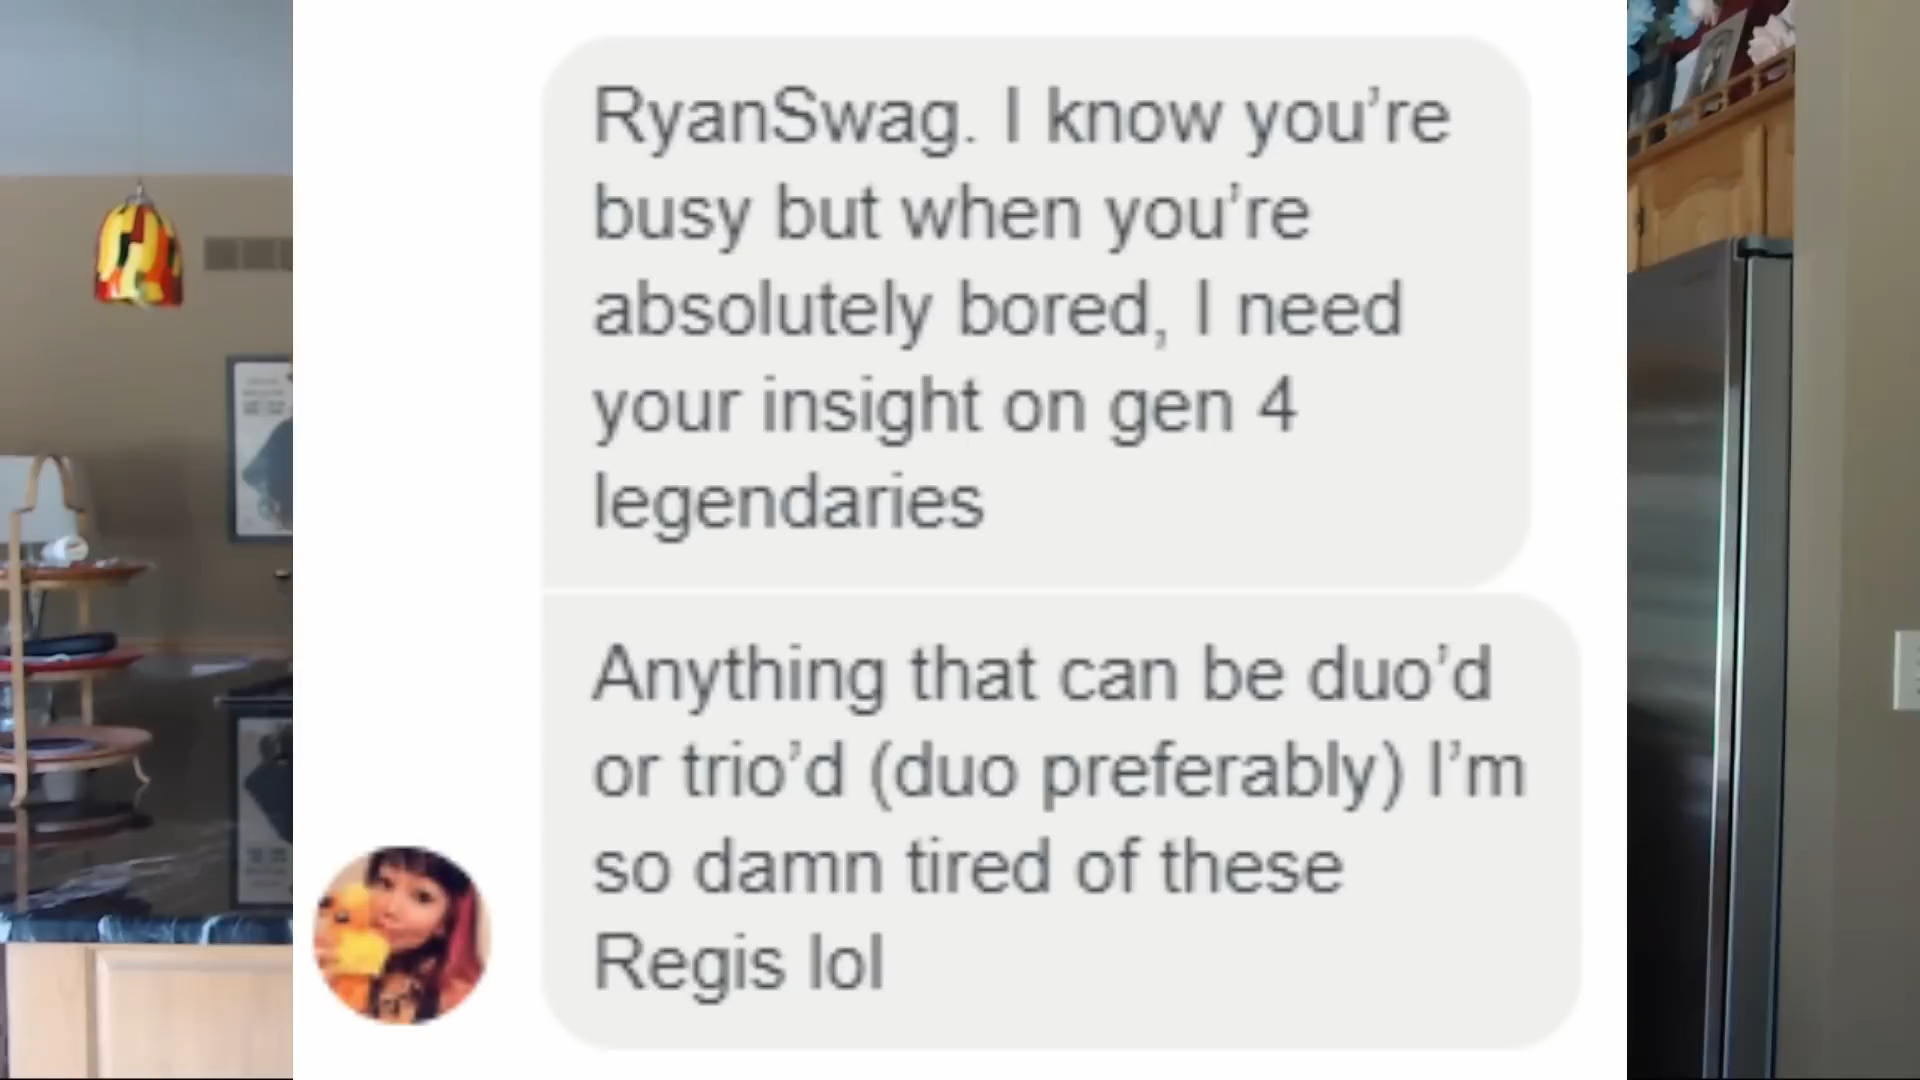 RyanSwag. I know you’re
busy but when you’re
absolutely bored, I need
your insight on gen 4
legendaries
Anything that can be duo’d
or trio’d (duo preferably) I’m
so damn tired of these
Regis lol